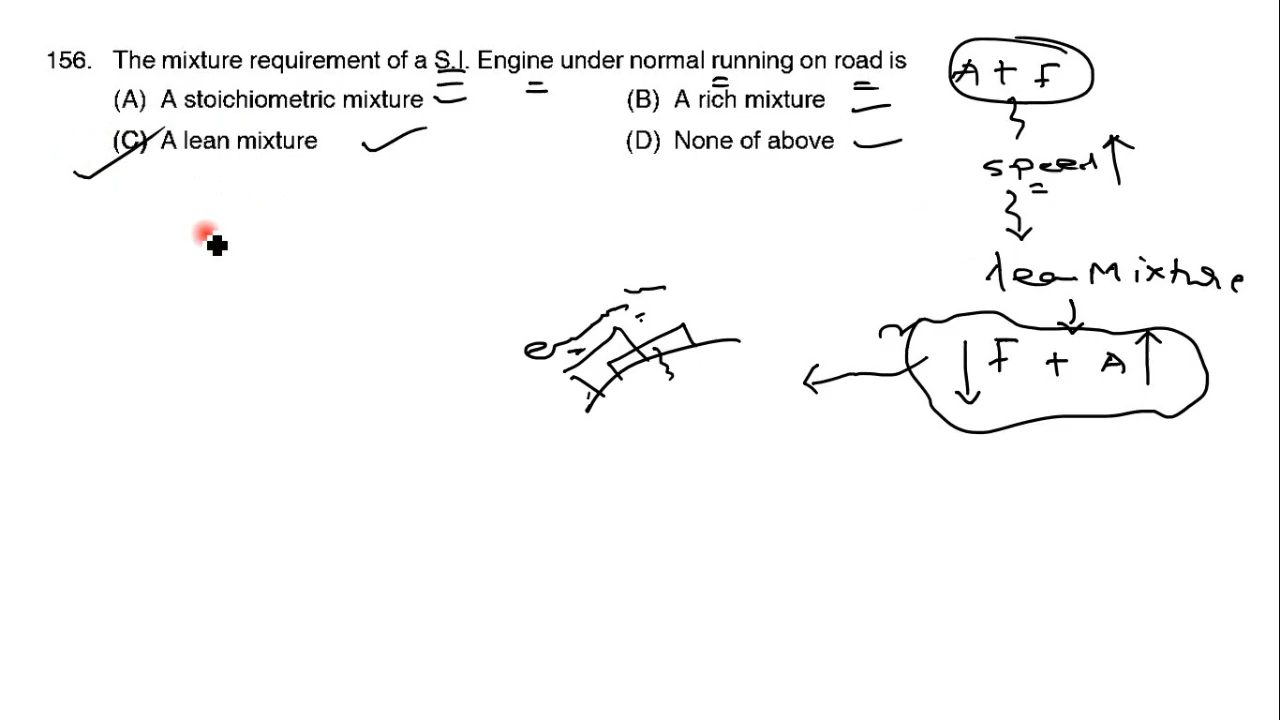 156. The mixture requirement of a S.I. Engine under normal running on road is
(A) A stoichiometric mixture
(B) A rich mixture
(C) A lean mixture
(D) None of above
A + F
speed ↑
lean Mixture
↓ F + A ↑